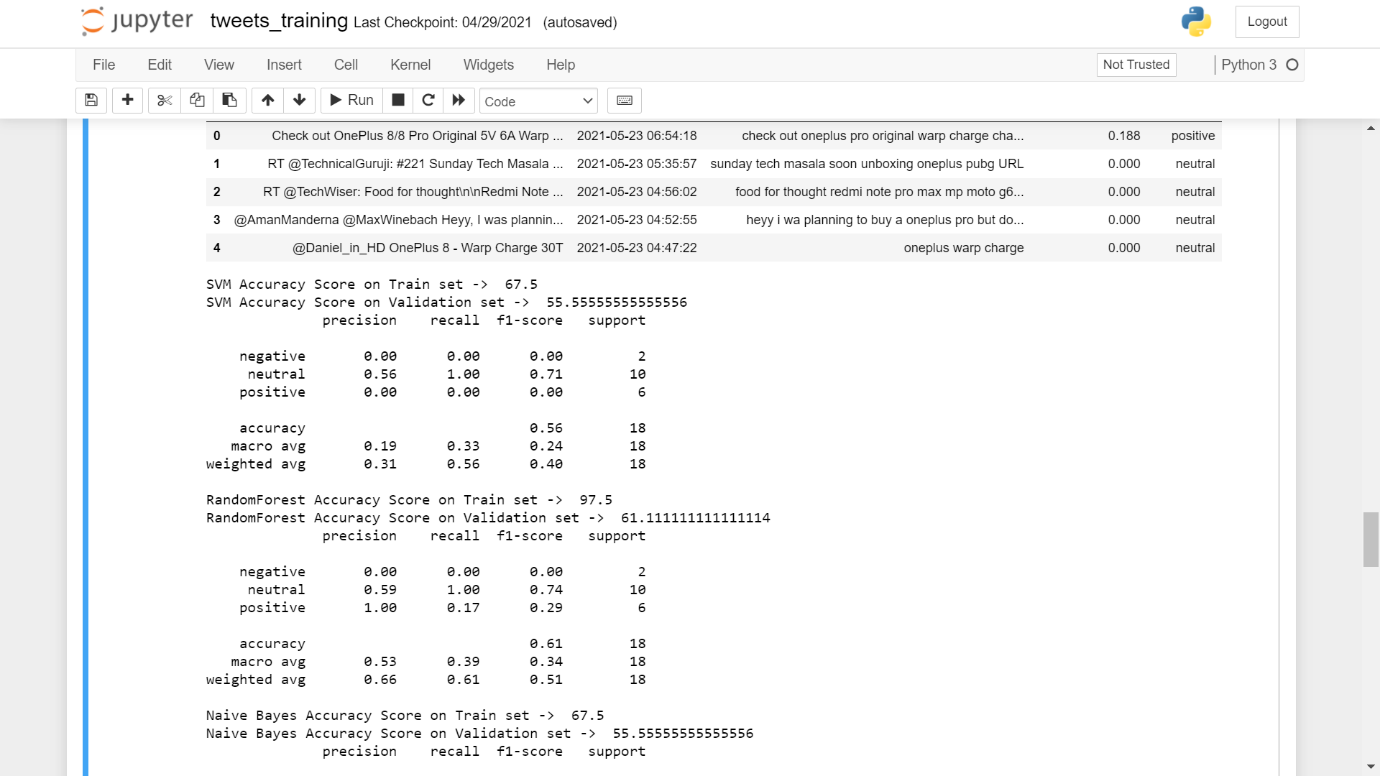 jupyter tweets_training Last Checkpoint: 04/29/2021 (autosaved) Logout
File Edit View Insert Cell Kernel Widgets Help Not Trusted Python 3
Run Code
0 Check out OnePlus 8/8 Pro Original 5V 6A Warp ... 2021-05-23 06:54:18 check out oneplus pro original warp charge cha... 0.188 positive
1 RT @TechnicalGuruji: #221 Sunday Tech Masala ... 2021-05-23 05:35:57 sunday tech masala soon unboxing oneplus pubg URL 0.000 neutral
2 RT @TechWiser: Food for thought\n\nRedmi Note ... 2021-05-23 04:56:02 food for thought redmi note pro max mp moto g6... 0.000 neutral
3 @AmanManderna @MaxWinebach Heyy, I was plannin... 2021-05-23 04:52:55 heyy i wa planning to buy a oneplus pro but do... 0.000 neutral
4 @Daniel_in_HD OnePlus 8 - Warp Charge 30T 2021-05-23 04:47:22 oneplus warp charge 0.000 neutral
SVM Accuracy Score on Train set -> 67.5
SVM Accuracy Score on Validation set -> 55.55555555555556
precision recall f1-score support
negative 0.00 0.00 0.00 2
neutral 0.56 1.00 0.71 10
positive 0.00 0.00 0.00 6
accuracy 0.56 18
macro avg 0.19 0.33 0.24 18
weighted avg 0.31 0.56 0.40 18
RandomForest Accuracy Score on Train set -> 97.5
RandomForest Accuracy Score on Validation set -> 61.111111111111114
precision recall f1-score support
negative 0.00 0.00 0.00 2
neutral 0.59 1.00 0.74 10
positive 1.00 0.17 0.29 6
accuracy 0.61 18
macro avg 0.53 0.39 0.34 18
weighted avg 0.66 0.61 0.51 18
Naive Bayes Accuracy Score on Train set -> 67.5
Naive Bayes Accuracy Score on Validation set -> 55.55555555555556
precision recall f1-score support